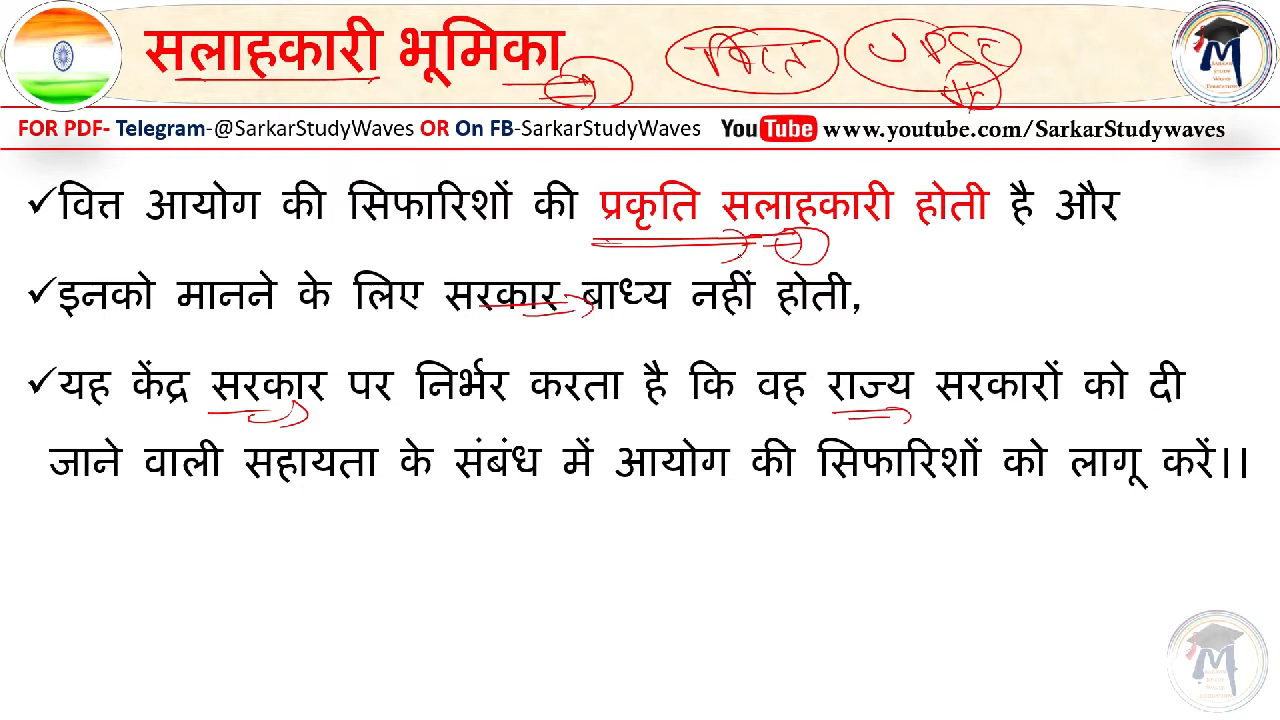 सलाहकारी भूमिका
वित्त UPSC
FOR PDF- Telegram-@SarkarStudyWaves OR On FB-SarkarStudyWaves YouTube www.youtube.com/SarkarStudywaves
✓वित्त आयोग की सिफारिशों की प्रकृति सलाहकारी होती है और
✓इनको मानने के लिए सरकार बाध्य नहीं होती,
✓यह केंद्र सरकार पर निर्भर करता है कि वह राज्य सरकारों को दी
जाने वाली सहायता के संबंध में आयोग की सिफारिशों को लागू करें।।